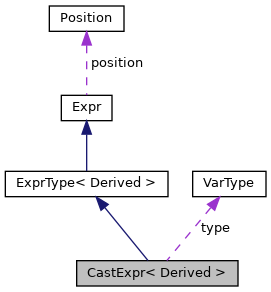 Position
position
Expr
ExprType< Derived >
VarType
type
CastExpr< Derived >